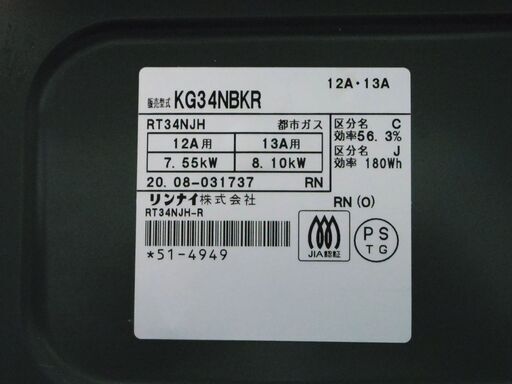 12A・13A
販売型式 KG34NBKR
RT34NJH 都市ガス
12A用 13A用
7.55kW 8.10kW
区分名 C
効率56.3%
区分名 J
効率 180Wh
20.08-031737 RN
リンナイ株式会社 RN(O)
RT34NJH-R
*51-4949
JIA認証
PS
TG